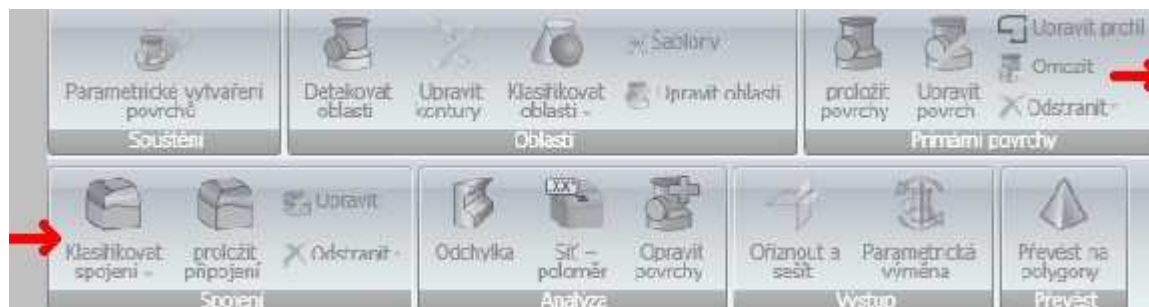 Parametrické vytváření
povrchů
Souštění
Detekovat
oblasti
Upravit
kontury
Klasifikovat
oblasti
Šablony
Upravit oblasti
Oblasti
proložit
povrchy
Upravit
povrch
Upravit profil
Omezit
Odstranit
Primární povrchy
Klasifikovat
spojení
proložit
připojení
Upravit
Odstranit
Spojení
Odchylka
Síť –
poloměr
Opravit
povrchy
Analýza
Oříznout a
sešít
Parametrická
výměna
Výstup
Převést na
polygony
Převést